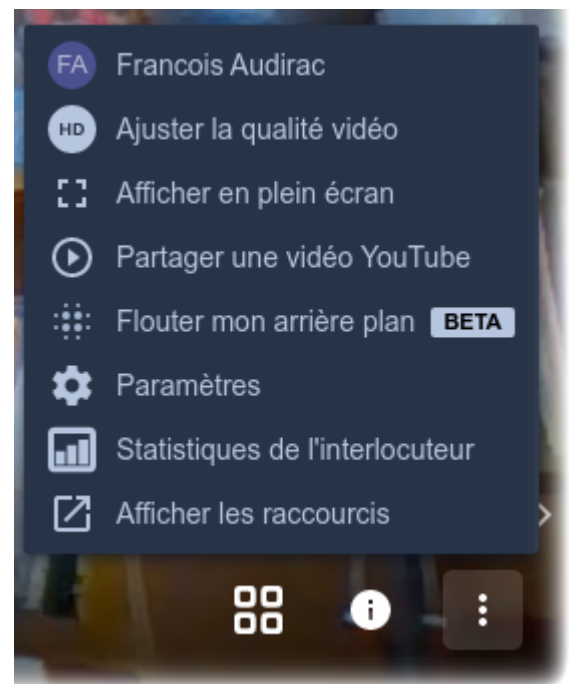 FA Francois Audirac
HD Ajuster la qualité vidéo
Afficher en plein écran
Partager une vidéo YouTube
Flouter mon arrière plan BETA
Paramètres
Statistiques de l'interlocuteur
Afficher les raccourcis